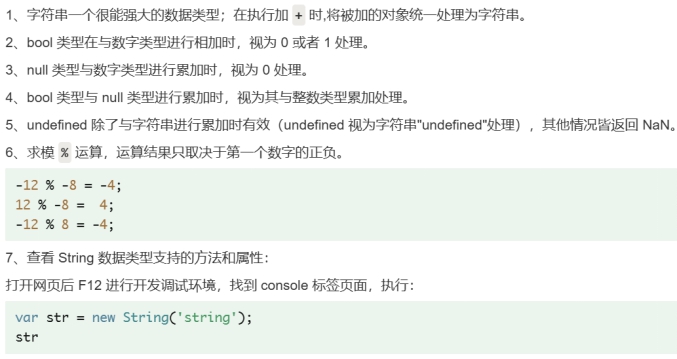 1、字符串一个很能强大的数据类型；在执行加 + 时,将被加的对象统一处理为字符串。
2、bool 类型在与数字类型进行相加时，视为 0 或者 1 处理。
3、null 类型与数字类型进行累加时，视为 0 处理。
4、bool 类型与 null 类型进行累加时，视为其与整数类型累加处理。
5、undefined 除了与字符串进行累加时有效（undefined 视为字符串"undefined"处理），其他情况皆返回 NaN。
6、求模 % 运算，运算结果只取决于第一个数字的正负。
-12 % -8 = -4;
12 % -8 =  4;
-12 % 8 = -4;
7、查看 String 数据类型支持的方法和属性：
打开网页后 F12 进行开发调试环境，找到 console 标签页面，执行：
var str = new String('string');
str